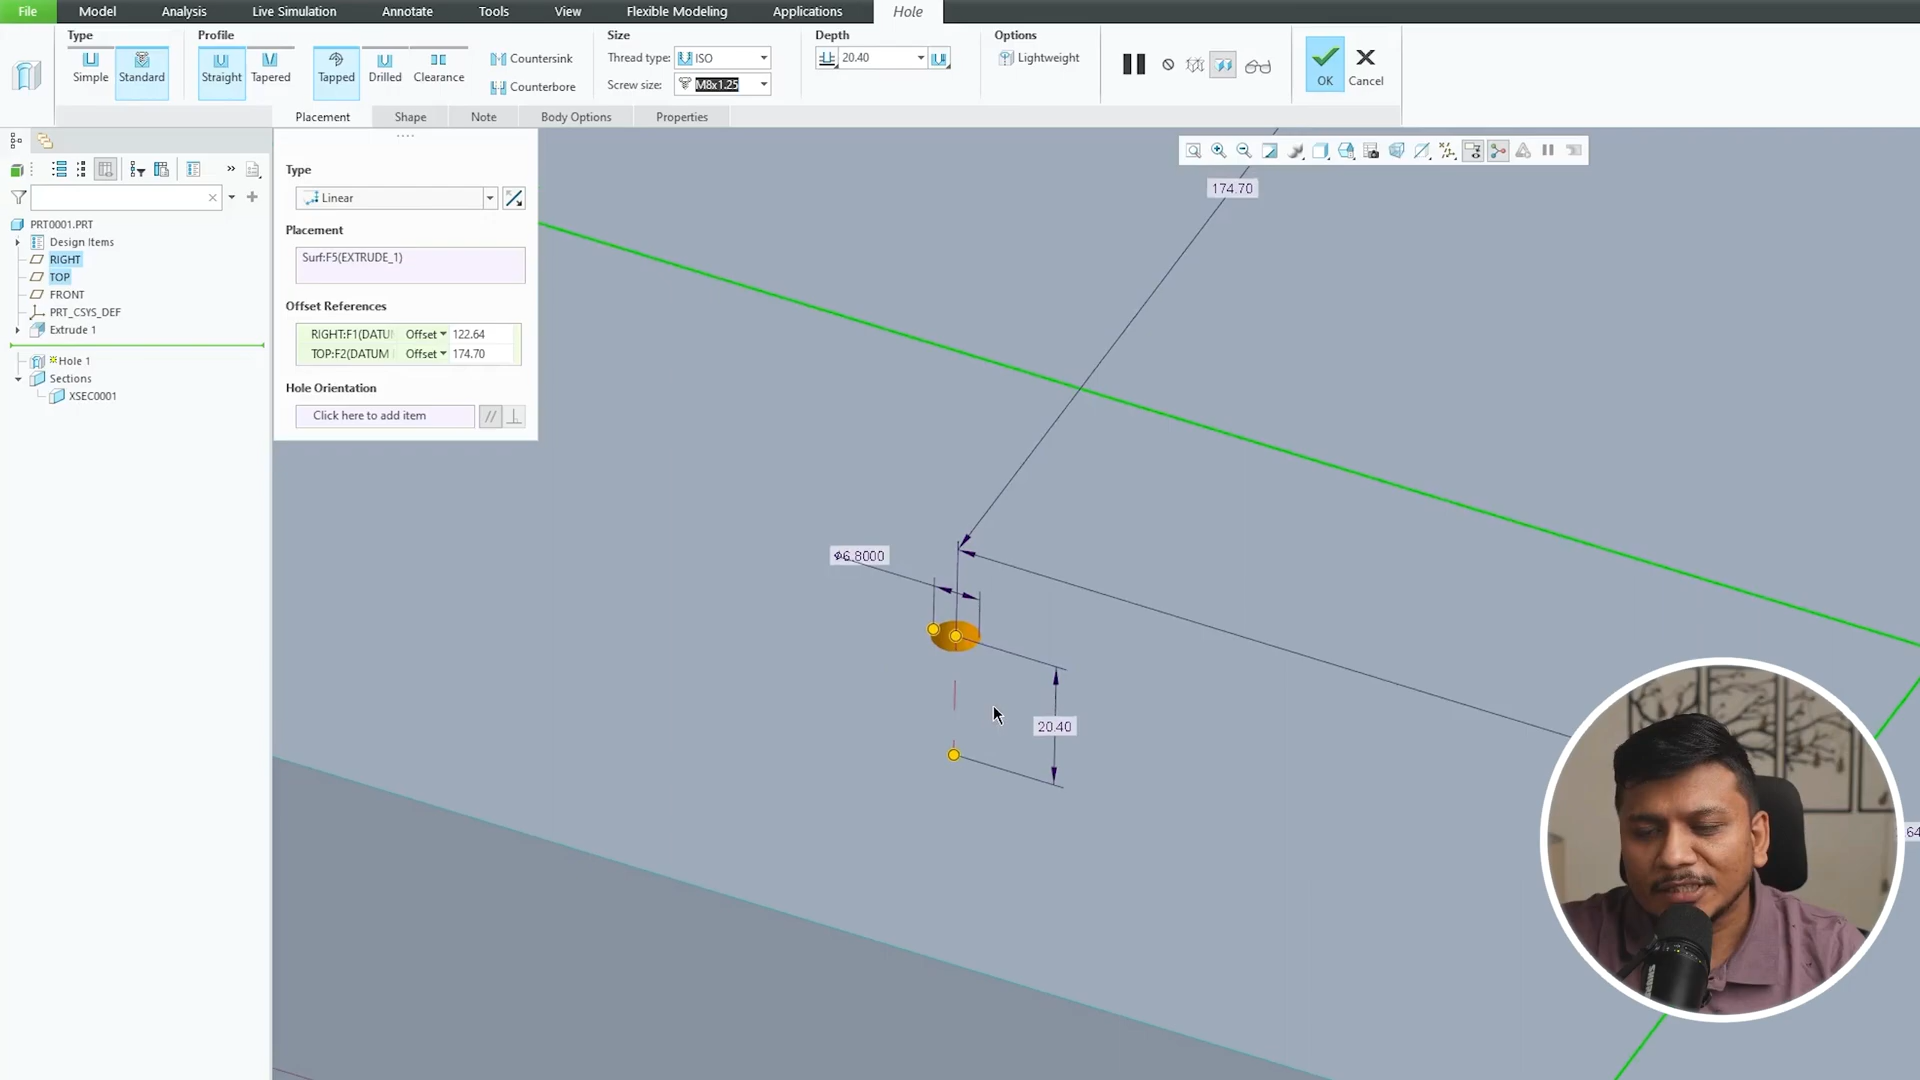 File Model Analysis Live Simulation Annotate Tools View Flexible Modeling Applications Hole
Type Profile Size Depth Options
Simple Standard Straight Tapered Tapped Drilled Clearance
Countersink
Counterbore
Thread type: ISO
Screw size: M8x1.25
20.40
Lightweight
OK Cancel
Placement Shape Note Body Options Properties
PRT0001.PRT
Design Items
RIGHT
TOP
FRONT
PRT_CSYS_DEF
Extrude 1
Hole 1
Sections
XSEC0001
Type
Linear
Placement
Surf:F5(EXTRUDE_1)
Offset References
RIGHT:F1(DATU Offset 122.64
TOP:F2(DATUM Offset 174.70
Hole Orientation
Click here to add item
174.70
Φ6.8000
20.40
64